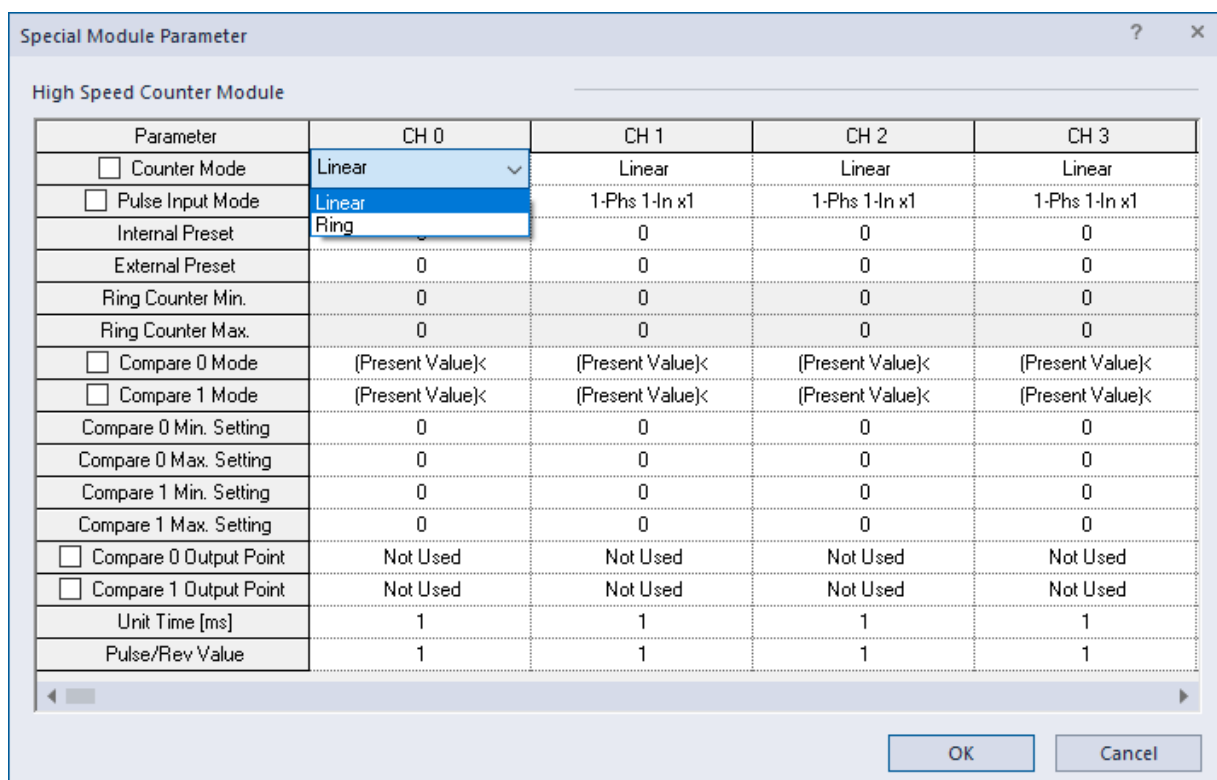 Special Module Parameter ? ×
High Speed Counter Module
Parameter CH 0 CH 1 CH 2 CH 3
Counter Mode Linear Linear Linear Linear
Pulse Input Mode Linear 1-Phs 1-In x1 1-Phs 1-In x1 1-Phs 1-In x1
Ring
Internal Preset 0 0 0
External Preset 0 0 0 0
Ring Counter Min. 0 0 0 0
Ring Counter Max. 0 0 0 0
Compare 0 Mode (Present Value)< (Present Value)< (Present Value)< (Present Value)<
Compare 1 Mode (Present Value)< (Present Value)< (Present Value)< (Present Value)<
Compare 0 Min. Setting 0 0 0 0
Compare 0 Max. Setting 0 0 0 0
Compare 1 Min. Setting 0 0 0 0
Compare 1 Max. Setting 0 0 0 0
Compare 0 Output Point Not Used Not Used Not Used Not Used
Compare 1 Output Point Not Used Not Used Not Used Not Used
Unit Time [ms] 1 1 1 1
Pulse/Rev Value 1 1 1 1
OK Cancel